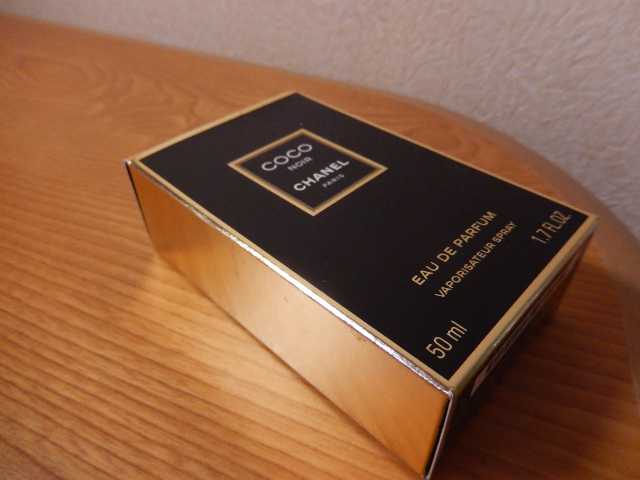 COCO
NOIR
CHANEL
PARIS
EAU DE PARFUM
VAPORISATEUR SPRAY
50 ml
1.7 FL.OZ.